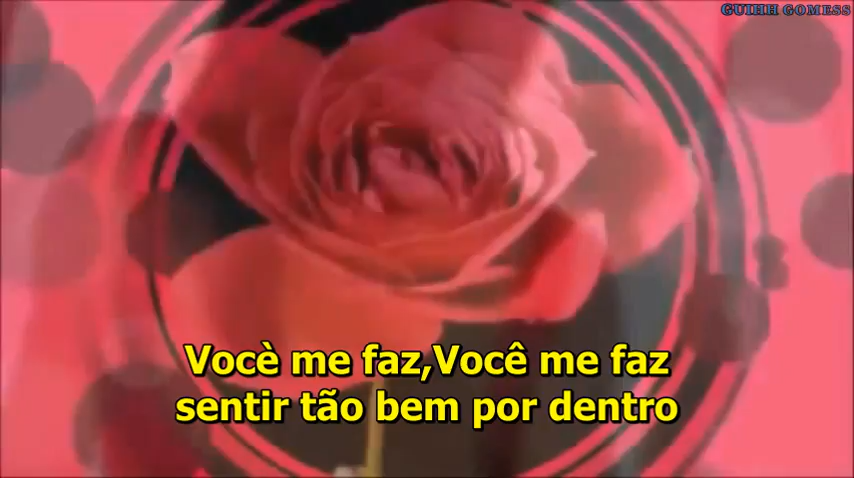 GUIHH GOMESS
Vocè me faz,Você me faz
sentir tão bem por dentro